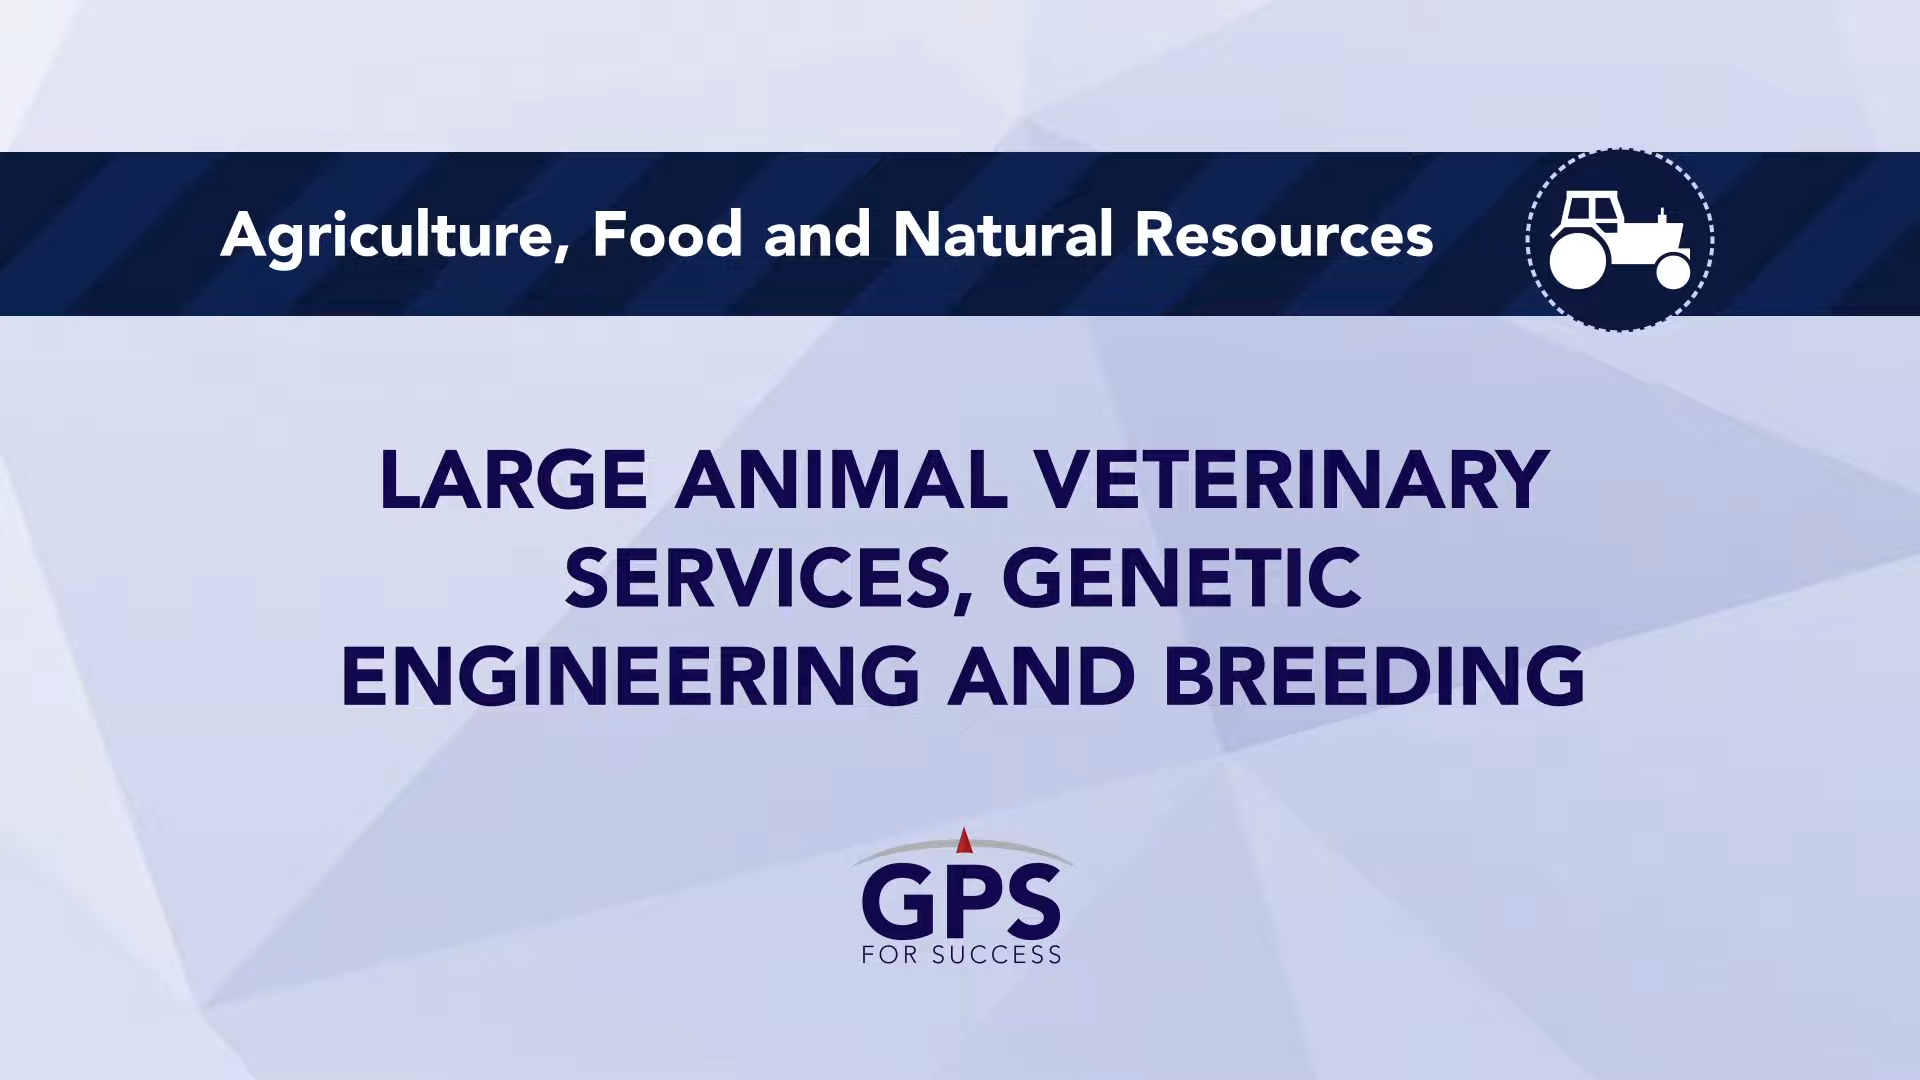 Agriculture, Food and Natural Resources
LARGE ANIMAL VETERINARY
SERVICES, GENETIC
ENGINEERING AND BREEDING
GPS
FOR SUCCESS